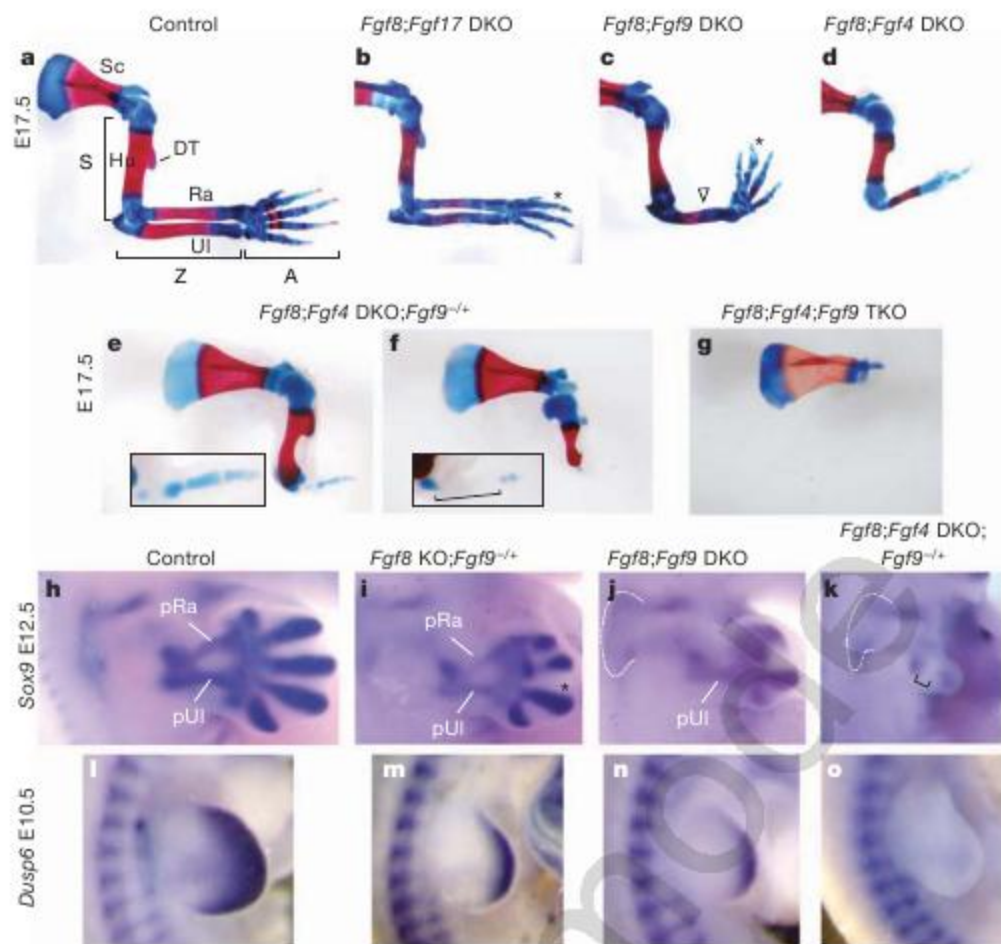 Control
Fgf8;Fgf17 DKO
Fgf8;Fgf9 DKO
Fgf8;Fgf4 DKO
E17.5
a
Sc
S
Hu
DT
Ra
Ul
Z
A
b
*
c
*
∇
d
Fgf8;Fgf4 DKO;Fgf9⁻/⁺
Fgf8;Fgf4;Fgf9 TKO
E17.5
e
f
g
Control
Fgf8 KO;Fgf9⁻/⁺
Fgf8;Fgf9 DKO
Fgf8;Fgf4 DKO;
Fgf9⁻/⁺
Sox9 E12.5
h
pRa
pUl
i
pRa
pUl
*
j
pUl
k
Dusp6 E10.5
l
m
n
o